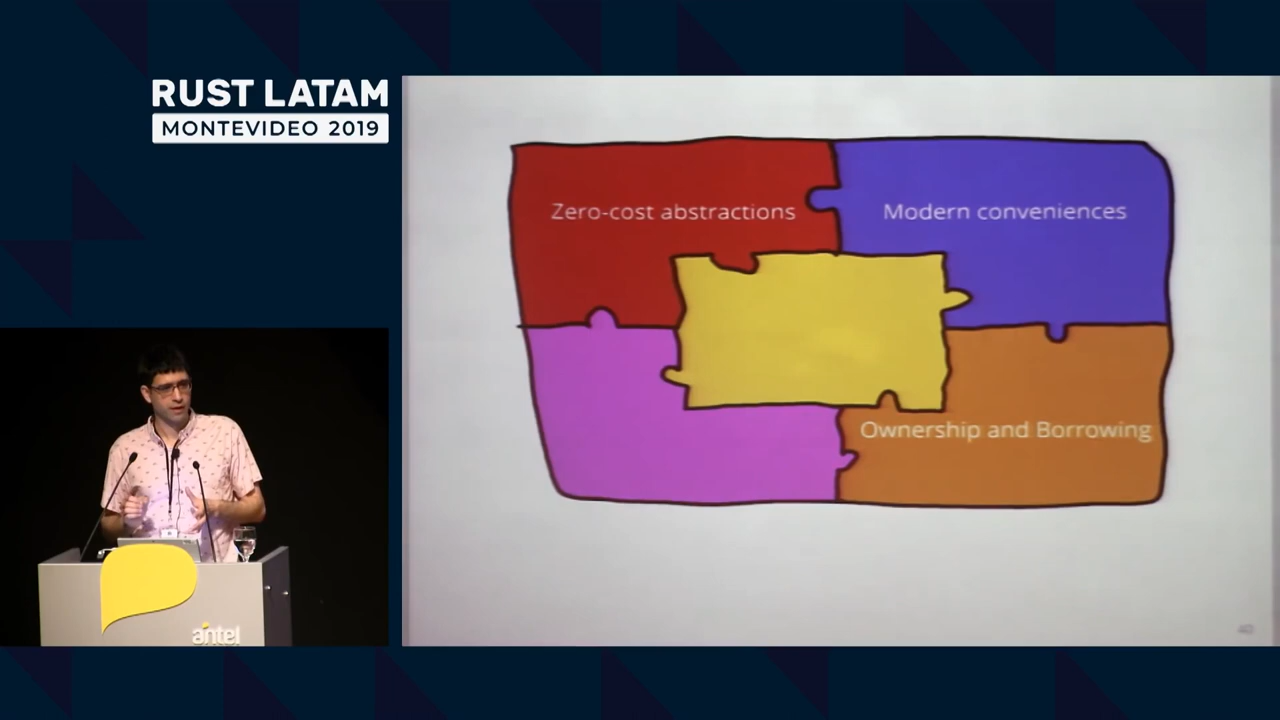 RUST LATAM
MONTEVIDEO 2019
Zero-cost abstractions
Modern conveniences
Ownership and Borrowing
antel